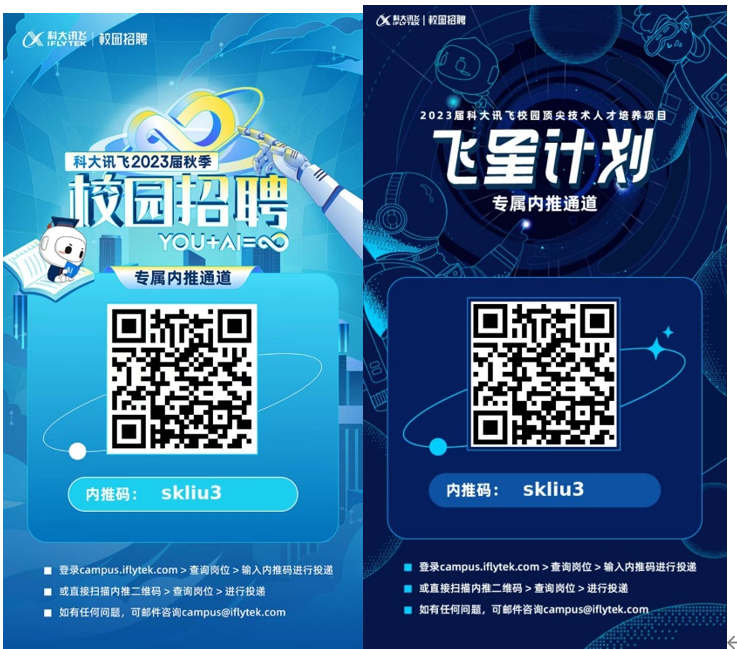 科大讯飞 iFLYTEK | 校园招聘
科大讯飞2023届秋季
校园招聘
YOU+AI=∞
专属内推通道
内推码： skliu3
登录campus.iflytek.com > 查询岗位 > 输入内推码进行投递
或直接扫描内推二维码 > 查询岗位 > 进行投递
如有任何问题，可邮件咨询campus@iflytek.com
科大讯飞 iFLYTEK | 校园招聘
2023届科大讯飞校园顶尖技术人才培养项目
飞星计划
专属内推通道
内推码： skliu3
登录campus.iflytek.com > 查询岗位 > 输入内推码进行投递
或直接扫描内推二维码 > 查询岗位 > 进行投递
如有任何问题，可邮件咨询campus@iflytek.com